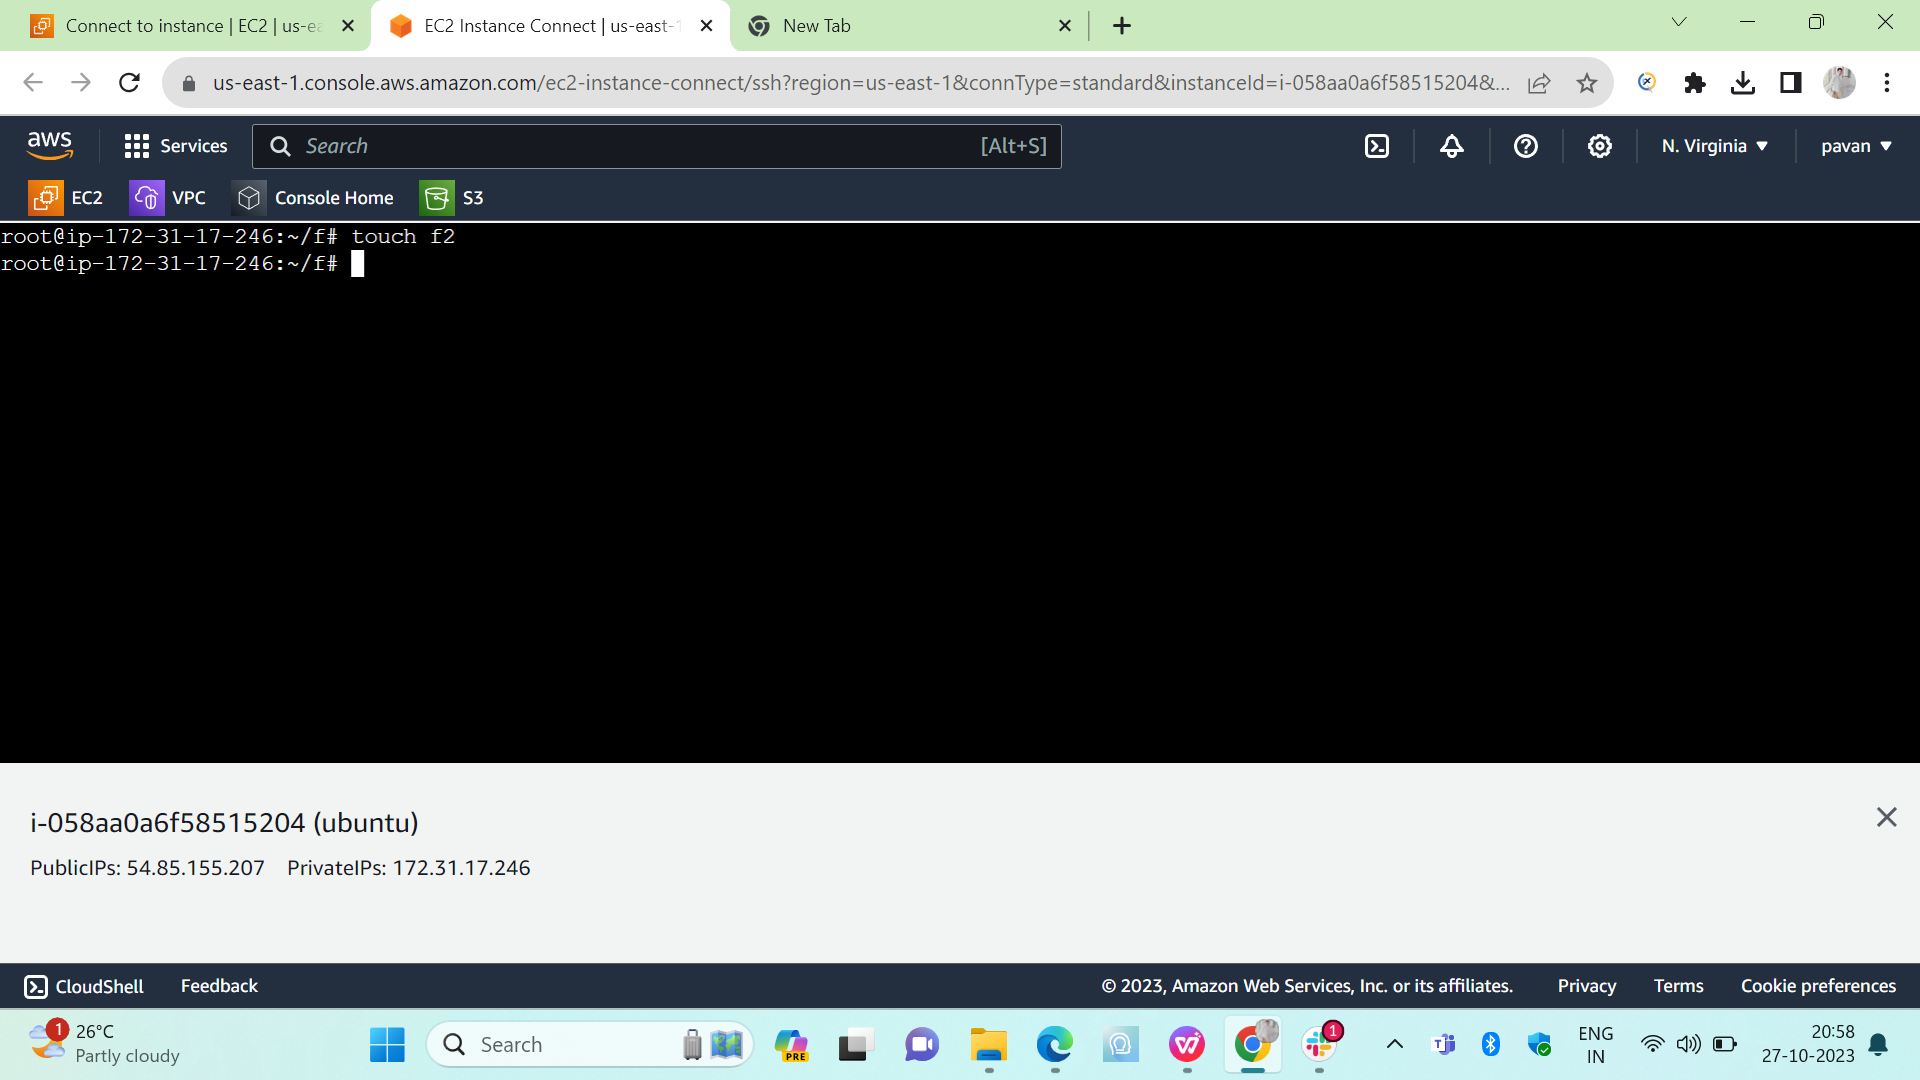 Connect to instance | EC2 | us-ea
EC2 Instance Connect | us-east-1
New Tab
us-east-1.console.aws.amazon.com/ec2-instance-connect/ssh?region=us-east-1&connType=standard&instanceId=i-058aa0a6f58515204&...
aws
Services
Search
[Alt+S]
N. Virginia
pavan
EC2
VPC
Console Home
S3
root@ip-172-31-17-246:~/f# touch f2
root@ip-172-31-17-246:~/f#
i-058aa0a6f58515204 (ubuntu)
PublicIPs: 54.85.155.207 PrivateIPs: 172.31.17.246
CloudShell
Feedback
© 2023, Amazon Web Services, Inc. or its affiliates.
Privacy
Terms
Cookie preferences
1
26°C
Partly cloudy
Search
PRE
1
ENG
IN
20:58
27-10-2023